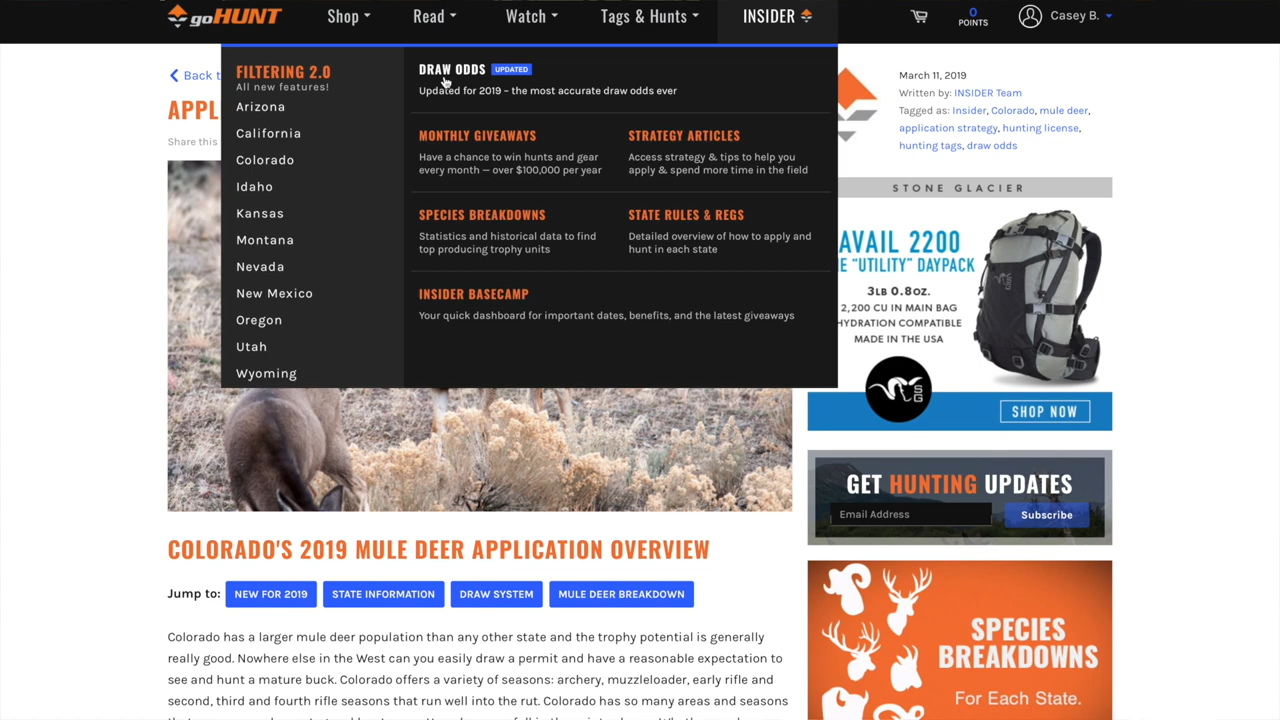 goHUNT
Shop
Read
Watch
Tags & Hunts
INSIDER
0
POINTS
Casey B.
Back t
APPL
Share this
FILTERING 2.0
All new features!
Arizona
California
Colorado
Idaho
Kansas
Montana
Nevada
New Mexico
Oregon
Utah
Wyoming
DRAW ODDS UPDATED
Updated for 2019 – the most accurate draw odds ever
MONTHLY GIVEAWAYS
Have a chance to win hunts and gear
every month — over $100,000 per year
STRATEGY ARTICLES
Access strategy & tips to help you
apply & spend more time in the field
SPECIES BREAKDOWNS
Statistics and historical data to find
top producing trophy units
STATE RULES & REGS
Detailed overview of how to apply and
hunt in each state
INSIDER BASECAMP
Your quick dashboard for important dates, benefits, and the latest giveaways
March 11, 2019
Written by: INSIDER Team
Tagged as: Insider, Colorado, mule deer,
application strategy, hunting license,
hunting tags, draw odds
STONE GLACIER
AVAIL 2200
E “UTILITY” DAYPACK
3LB 0.8OZ.
2,200 CU IN MAIN BAG
HYDRATION COMPATIBLE
MADE IN THE USA
SG
SHOP NOW
GET HUNTING UPDATES
Email Address
Subscribe
SPECIES
BREAKDOWNS
For Each State.
COLORADO'S 2019 MULE DEER APPLICATION OVERVIEW
Jump to: NEW FOR 2019 STATE INFORMATION DRAW SYSTEM MULE DEER BREAKDOWN
Colorado has a larger mule deer population than any other state and the trophy potential is generally
really good. Nowhere else in the West can you easily draw a permit and have a reasonable expectation to
see and hunt a mature buck. Colorado offers a variety of seasons: archery, muzzleloader, early rifle and
second, third and fourth rifle seasons that run well into the rut. Colorado has so many areas and seasons